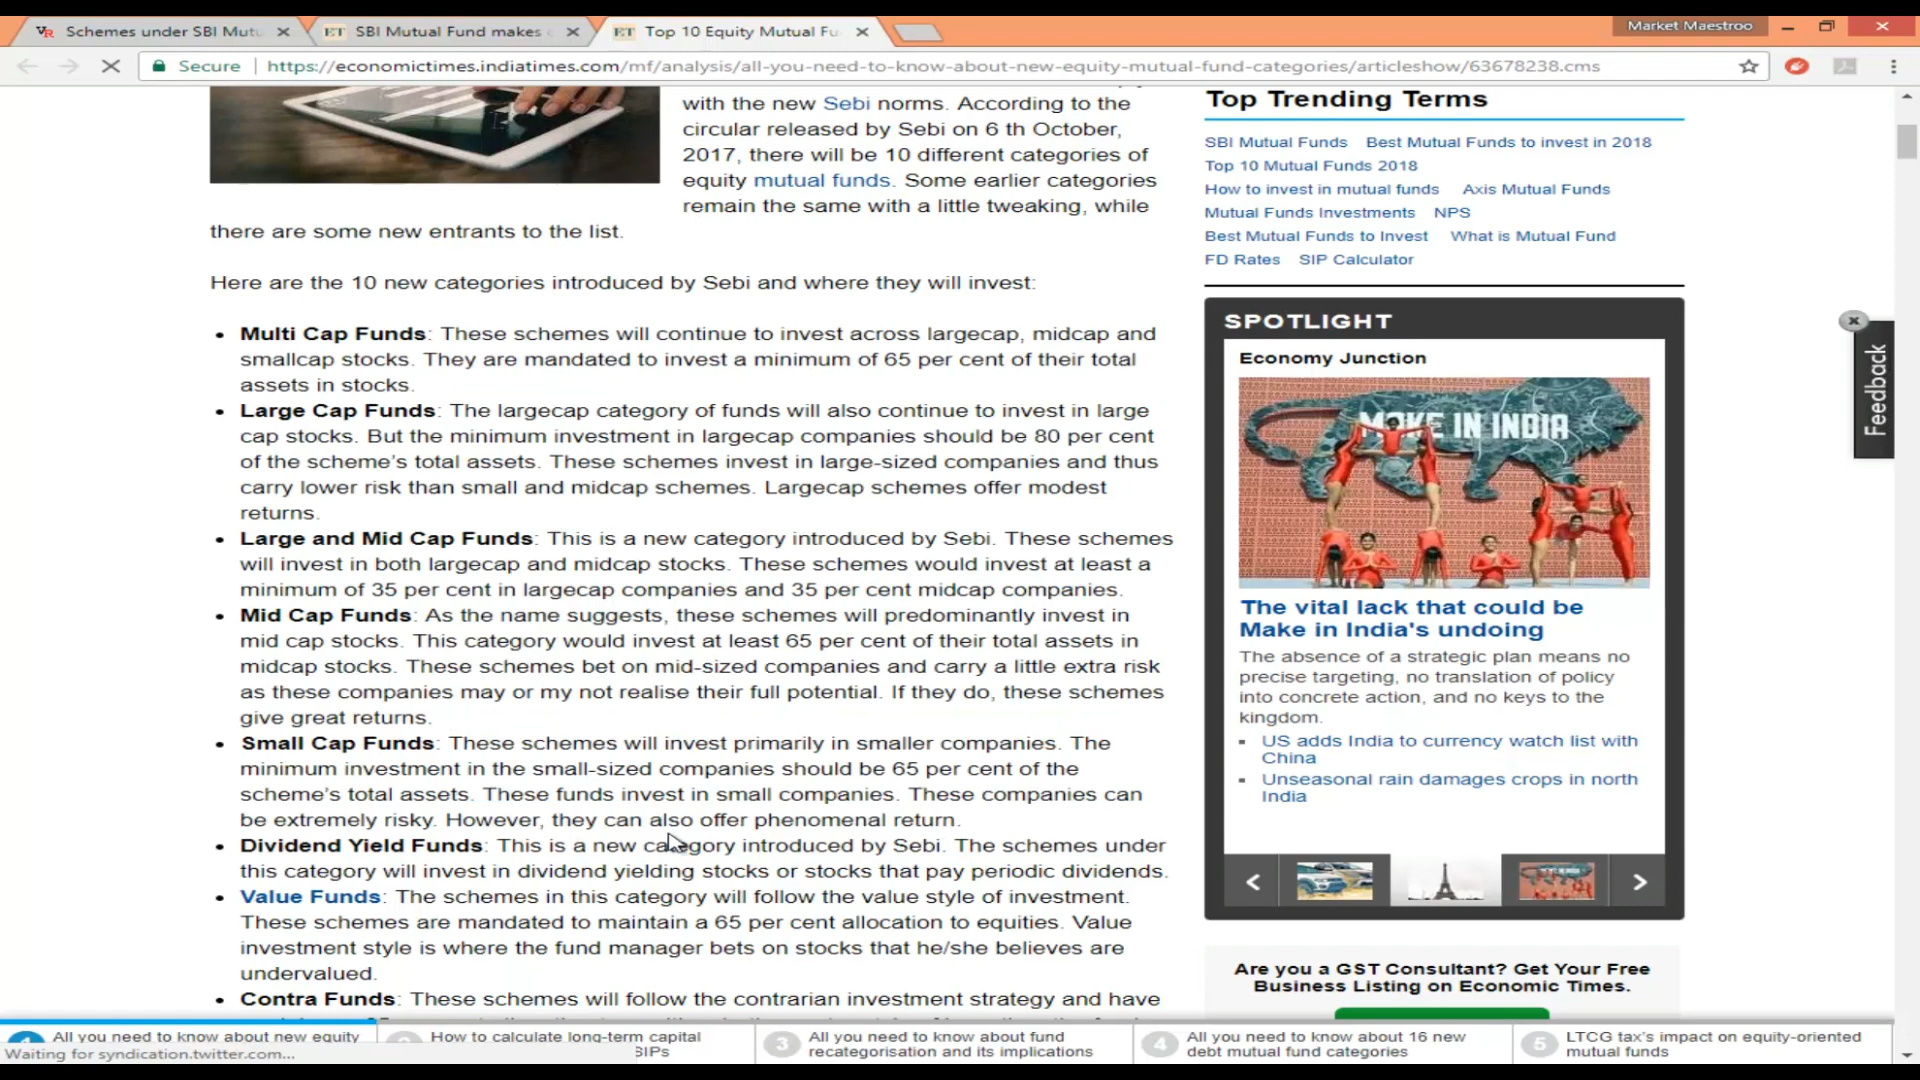 Schemes under SBI Mutu
SBI Mutual Fund makes
Top 10 Equity Mutual Fu
Market Maestroo
Secure
https://economictimes.indiatimes.com/mf/analysis/all-you-need-to-know-about-new-equity-mutual-fund-categories/articleshow/63678238.cms
with the new Sebi norms. According to the
circular released by Sebi on 6 th October,
2017, there will be 10 different categories of
equity mutual funds. Some earlier categories
remain the same with a little tweaking, while
there are some new entrants to the list.
Here are the 10 new categories introduced by Sebi and where they will invest:
Multi Cap Funds: These schemes will continue to invest across largecap, midcap and
smallcap stocks. They are mandated to invest a minimum of 65 per cent of their total
assets in stocks.
Large Cap Funds: The largecap category of funds will also continue to invest in large
cap stocks. But the minimum investment in largecap companies should be 80 per cent
of the scheme's total assets. These schemes invest in large-sized companies and thus
carry lower risk than small and midcap schemes. Largecap schemes offer modest
returns.
Large and Mid Cap Funds: This is a new category introduced by Sebi. These schemes
will invest in both largecap and midcap stocks. These schemes would invest at least a
minimum of 35 per cent in largecap companies and 35 per cent midcap companies.
Mid Cap Funds: As the name suggests, these schemes will predominantly invest in
mid cap stocks. This category would invest at least 65 per cent of their total assets in
midcap stocks. These schemes bet on mid-sized companies and carry a little extra risk
as these companies may or my not realise their full potential. If they do, these schemes
give great returns.
Small Cap Funds: These schemes will invest primarily in smaller companies. The
minimum investment in the small-sized companies should be 65 per cent of the
scheme's total assets. These funds invest in small companies. These companies can
be extremely risky. However, they can also offer phenomenal return.
Dividend Yield Funds: This is a new category introduced by Sebi. The schemes under
this category will invest in dividend yielding stocks or stocks that pay periodic dividends.
Value Funds: The schemes in this category will follow the value style of investment.
These schemes are mandated to maintain a 65 per cent allocation to equities. Value
investment style is where the fund manager bets on stocks that he/she believes are
undervalued.
Contra Funds: These schemes will follow the contrarian investment strategy and have
Top Trending Terms
SBI Mutual Funds Best Mutual Funds to invest in 2018
Top 10 Mutual Funds 2018
How to invest in mutual funds Axis Mutual Funds
Mutual Funds Investments NPS
Best Mutual Funds to Invest What is Mutual Fund
FD Rates SIP Calculator
SPOTLIGHT
Economy Junction
MAKE IN INDIA
The vital lack that could be
Make in India's undoing
The absence of a strategic plan means no
precise targeting, no translation of policy
into concrete action, and no keys to the
kingdom.
US adds India to currency watch list with
China
Unseasonal rain damages crops in north
India
Feedback
Are you a GST Consultant? Get Your Free
Business Listing on Economic Times.
All you need to know about new equity
Waiting for syndication.twitter.com...
How to calculate long-term capital
SIPs
3 All you need to know about fund
recategorisation and its implications
4 All you need to know about 16 new
debt mutual fund categories
5 LTCG tax's impact on equity-oriented
mutual funds